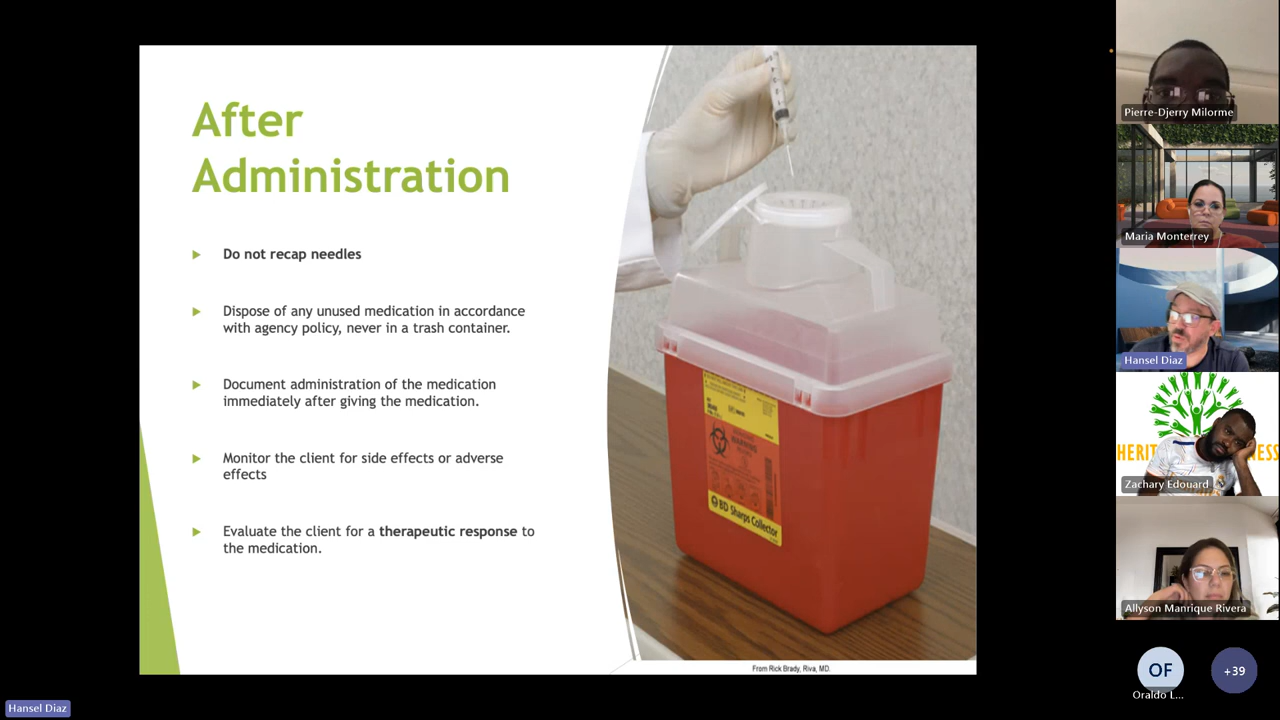 After
Administration
Do not recap needles
Dispose of any unused medication in accordance
with agency policy, never in a trash container.
Document administration of the medication
immediately after giving the medication.
Monitor the client for side effects or adverse
effects
Evaluate the client for a therapeutic response to
the medication.
BD Sharps Collector
From Rick Brady, Riva, MD.
Pierre-Djerry Milorme
Maria Monterrey
Hansel Diaz
Zachary Edouard
Allyson Manrique Rivera
OF
Oraldo L...
+39
Hansel Diaz